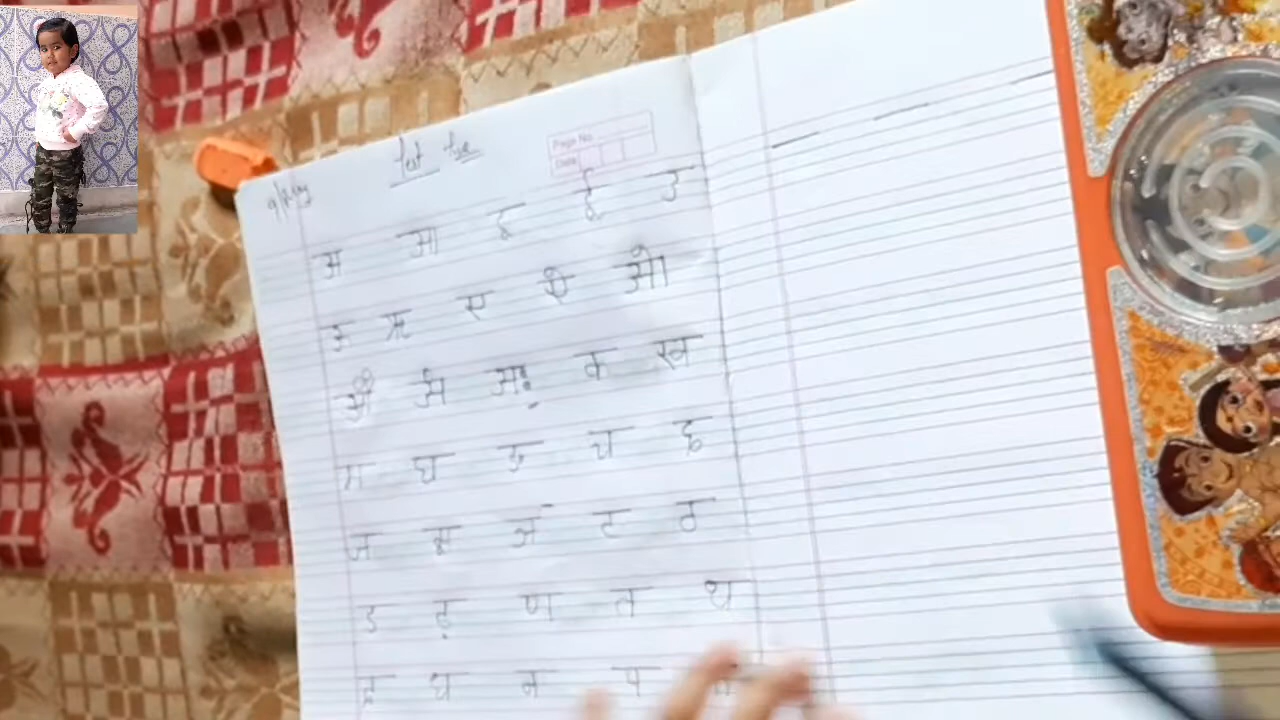 Page No.
Date
अ आ इ ई उ
ऊ ऋ ए ऐ ओ
औ अं अः क ख
ग घ ङ च छ
ज झ ञ ट ठ
ड ढ़ ण त थ
द ध न प